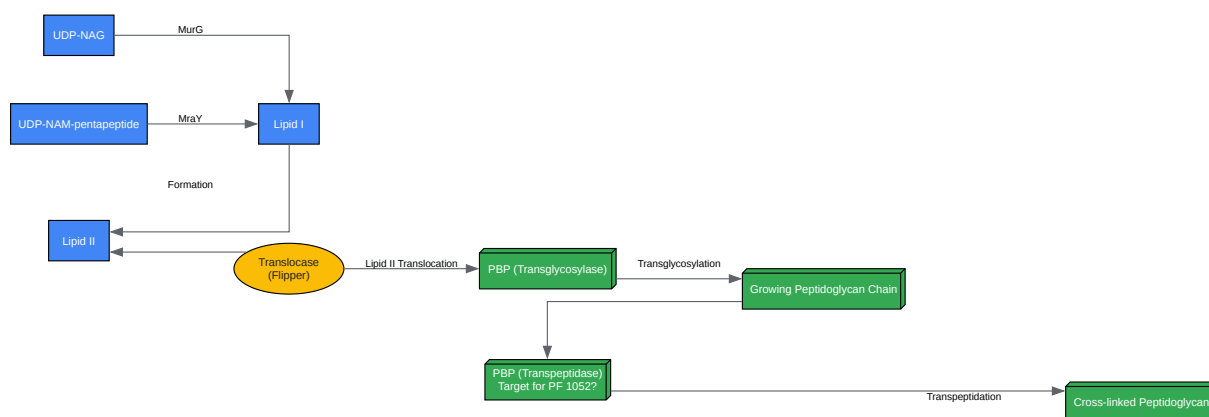 MurG
UDP-NAG
MraY
UDP-NAM-pentapeptide
Lipid I
Formation
Lipid II
Translocase
(Flipper)
Lipid II Translocation
PBP (Transglycosylase)
Transglycosylation
Growing Peptidoglycan Chain
PBP (Transpeptidase)
Target for PF 1052?
Transpeptidation
Cross-linked Peptidoglycan